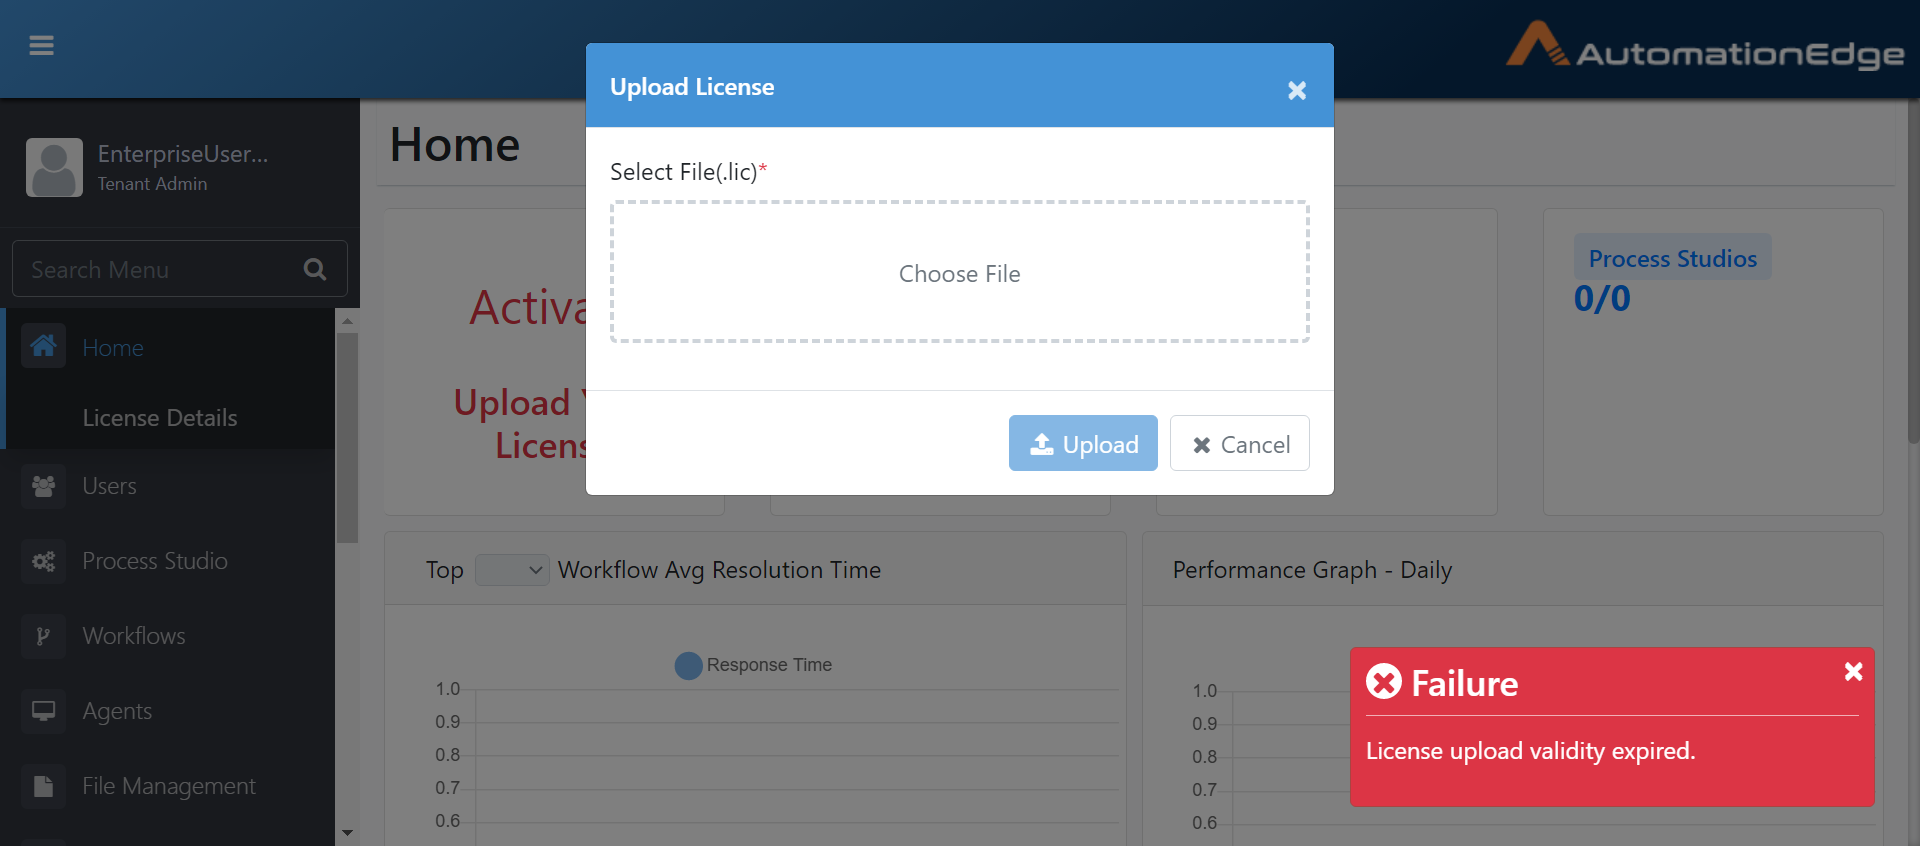 AutomationEdge
EnterpriseUser...
Tenant Admin
Search Menu
Home
License Details
Users
Process Studio
Workflows
Agents
File Management
Home
Upload License
Select File(.lic)*
Choose File
Upload
Cancel
Process Studios
0/0
Top
Workflow Avg Resolution Time
Response Time
1.0
0.9
0.8
0.7
0.6
Performance Graph - Daily
1.0
0.9
0.8
0.7
0.6
Failure
License upload validity expired.
Upload